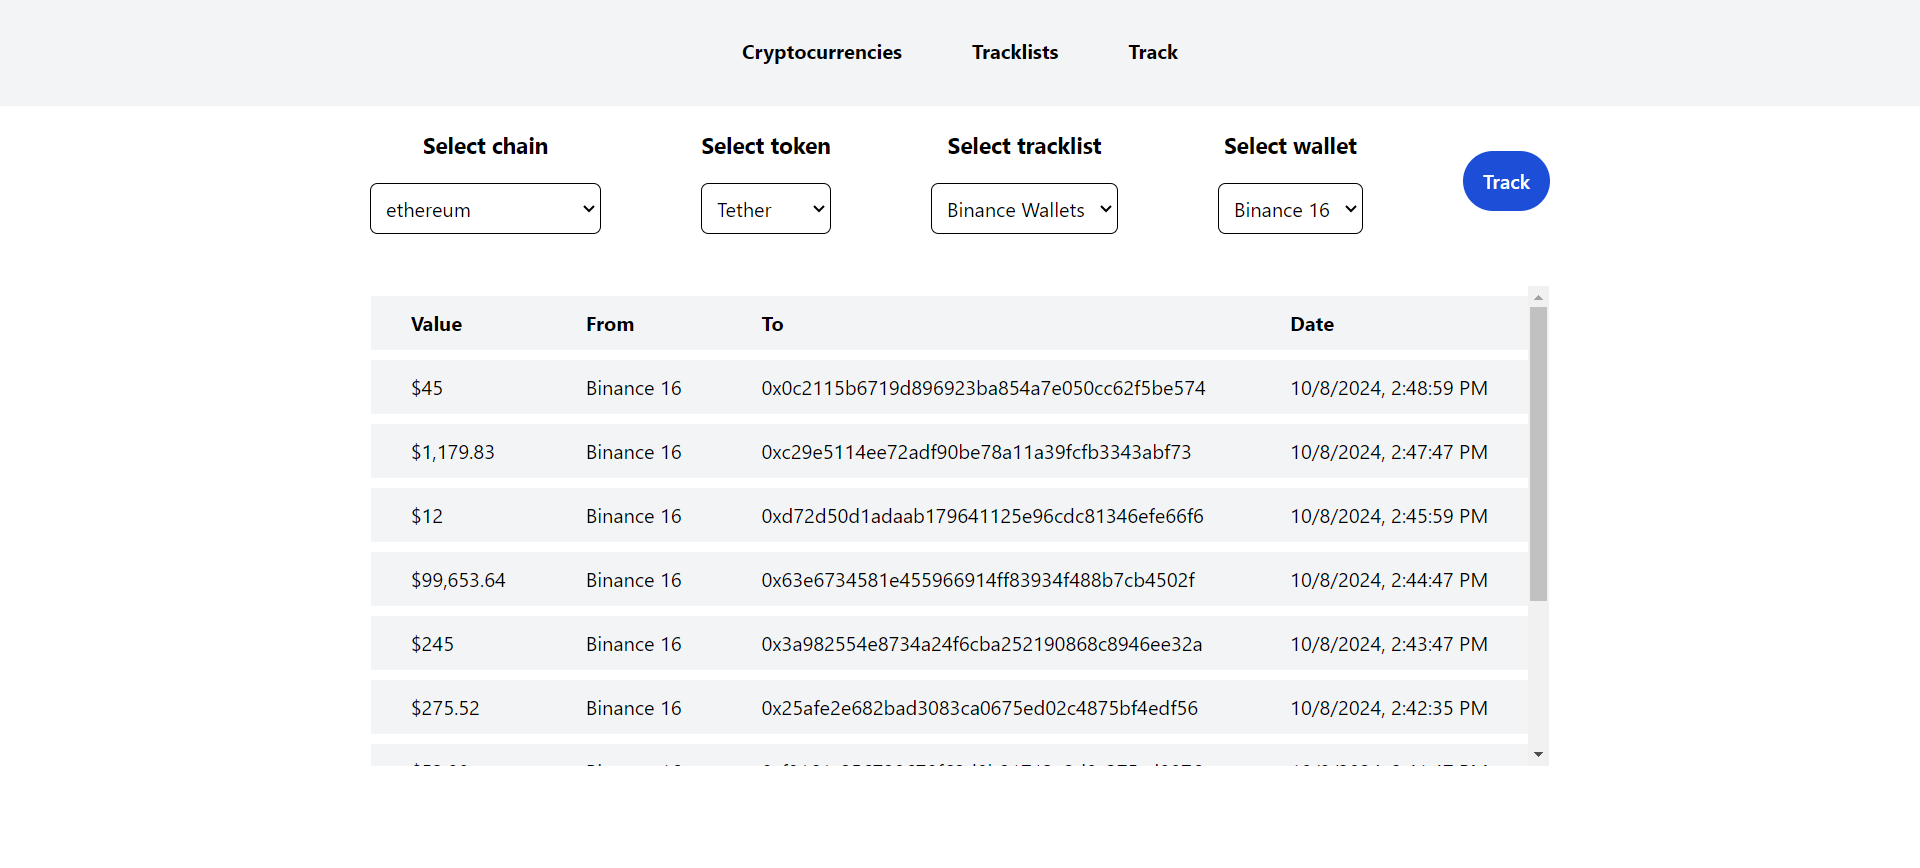 Cryptocurrencies Tracklists Track
Select chain Select token Select tracklist Select wallet
Track
ethereum Tether Binance Wallets Binance 16
Value From To Date
$45 Binance 16 0x0c2115b6719d896923ba854a7e050cc62f5be574 10/8/2024, 2:48:59 PM
$1,179.83 Binance 16 0xc29e5114ee72adf90be78a11a39fcfb3343abf73 10/8/2024, 2:47:47 PM
$12 Binance 16 0xd72d50d1adaab179641125e96cdc81346efe66f6 10/8/2024, 2:45:59 PM
$99,653.64 Binance 16 0x63e6734581e455966914ff83934f488b7cb4502f 10/8/2024, 2:44:47 PM
$245 Binance 16 0x3a982554e8734a24f6cba252190868c8946ee32a 10/8/2024, 2:43:47 PM
$275.52 Binance 16 0x25afe2e682bad3083ca0675ed02c4875bf4edf56 10/8/2024, 2:42:35 PM